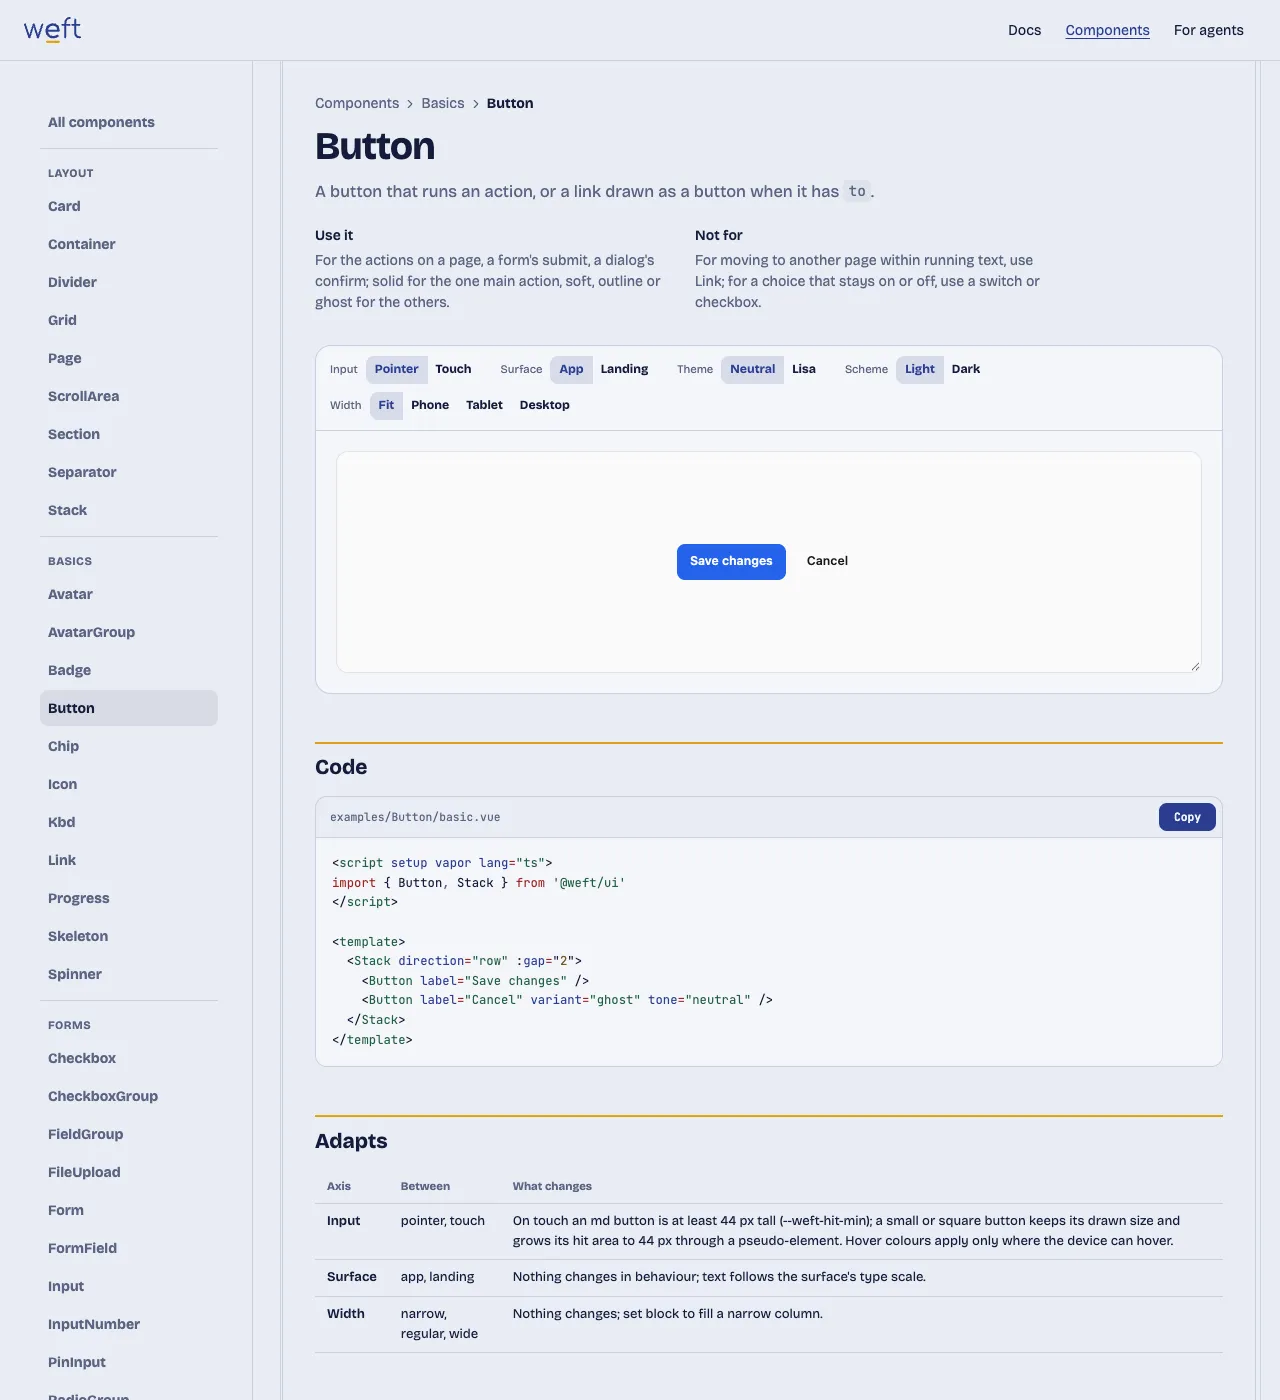 weft
Docs
Components
For agents
All components
LAYOUT
Card
Container
Divider
Grid
Page
ScrollArea
Section
Separator
Stack
BASICS
Avatar
AvatarGroup
Badge
Button
Chip
Icon
Kbd
Link
Progress
Skeleton
Spinner
FORMS
Checkbox
CheckboxGroup
FieldGroup
FileUpload
Form
FormField
Input
InputNumber
PinInput
RadioGroup
Components > Basics > Button
Button
A button that runs an action, or a link drawn as a button when it has to.
Use it
For the actions on a page, a form's submit, a dialog's
confirm; solid for the one main action, soft, outline or
ghost for the others.
Not for
For moving to another page within running text, use
Link; for a choice that stays on or off, use a switch or
checkbox.
Input Pointer Touch Surface App Landing Theme Neutral Lisa Scheme Light Dark
Width Fit Phone Tablet Desktop
Save changes Cancel
Code
examples/Button/basic.vue Copy
<script setup vapor lang="ts">
import { Button, Stack } from '@weft/ui'
</script>
<template>
<Stack direction="row" :gap="2">
<Button label="Save changes" />
<Button label="Cancel" variant="ghost" tone="neutral" />
</Stack>
</template>
Adapts
Axis Between What changes
Input pointer, touch On touch an md button is at least 44 px tall (--weft-hit-min); a small or square button keeps its drawn size and
grows its hit area to 44 px through a pseudo-element. Hover colours apply only where the device can hover.
Surface app, landing Nothing changes in behaviour; text follows the surface's type scale.
Width narrow, Nothing changes; set block to fill a narrow column.
regular, wide